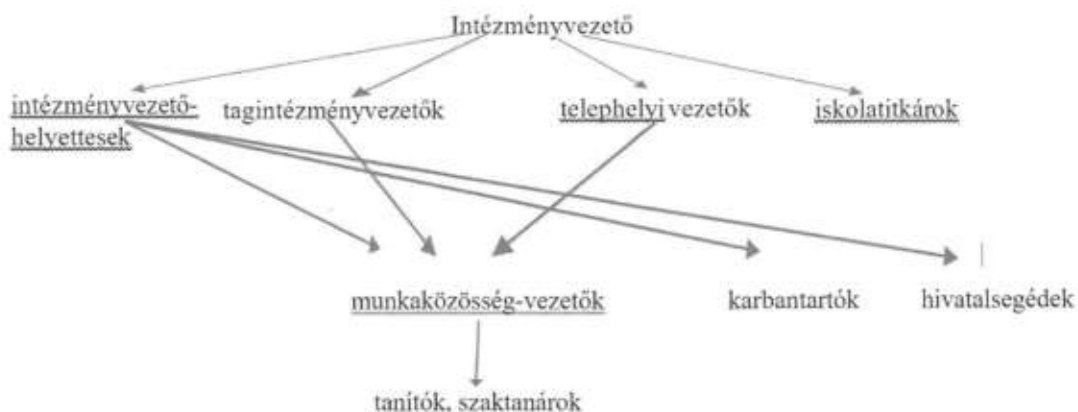 Intézményvezető
intézményvezető-
helyettesek
tagintézményvezetők
telephelyi vezetők
iskolatitkárok
munkaközösség-vezetők
karbantartók
hivatalsegédek
tanítók, szaktanárok